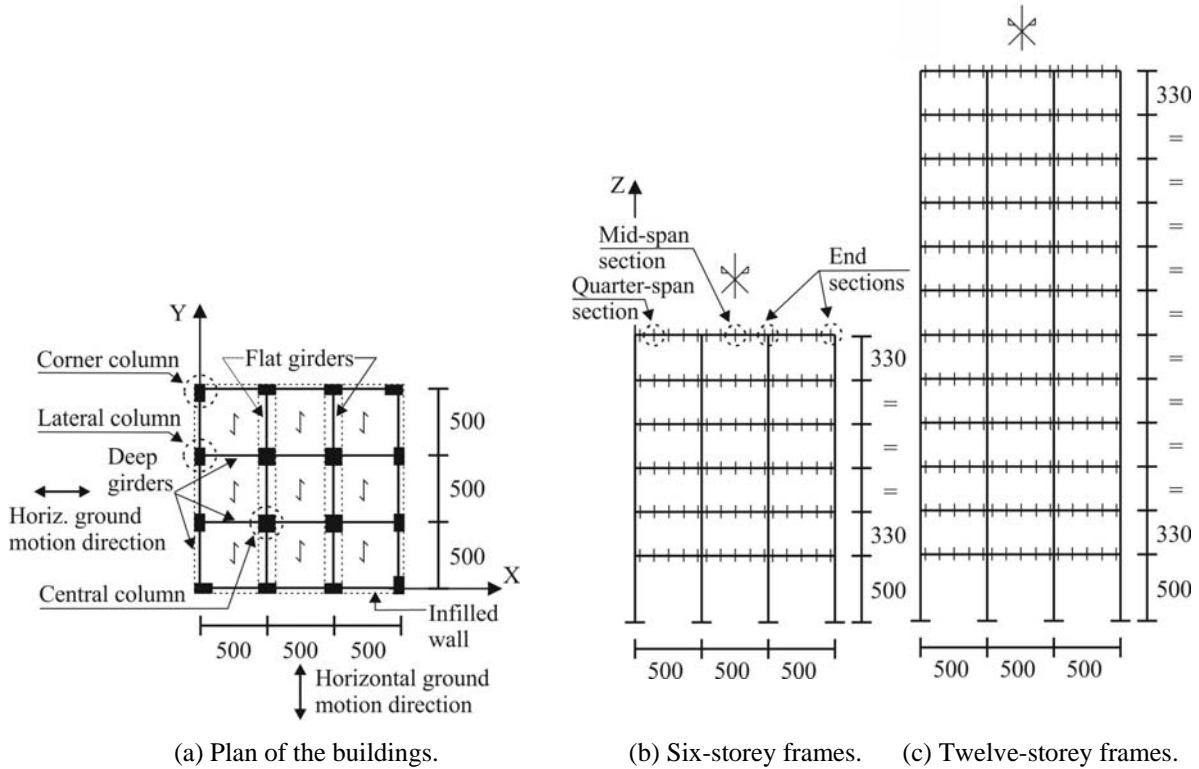 Y
Corner column
Flat girders
Lateral column
Deep
girders
Horiz. ground
motion direction
Central column
X
Infilled
wall
500
500
500
500
500
500
Horizontal ground
motion direction
(a) Plan of the buildings.
Z
Mid-span
section
Quarter-span
section
End
sections
330
=
=
=
330
500
500
500
500
(b) Six-storey frames.
330
=
=
=
=
=
=
=
=
=
330
500
500
500
500
(c) Twelve-storey frames.